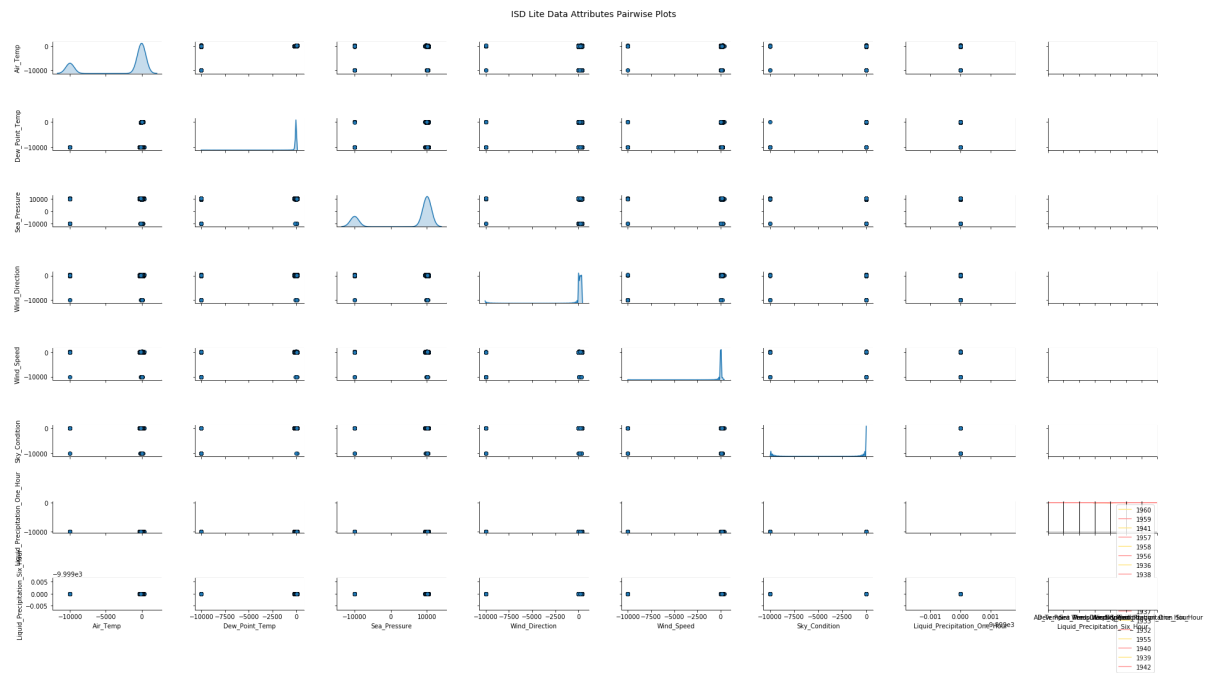 ISD Lite Data Attributes Pairwise Plots
Air_Temp
0
−10000
Dew_Point_Temp
0
−10000
Sea_Pressure
10000
0
−10000
Wind_Direction
0
−10000
Wind_Speed
0
−10000
Sky_Condition
0
−10000
Liquid_Precipitation_One_Hour
0
−10000
1960
1959
1941
1957
1958
1956
1936
1938
−9.999e3
0.005
0.000
−0.005
−10000 −5000 0
−10000 −7500 −5000 −2500 0
−10000 0 10000
−10000 −7500 −5000 −2500 0
−10000 −7500 −5000 −2500 0
−10000 −7500 −5000 −2500 0
−0.001 0.000 0.001
Air_Temp
Dew_Point_Temp
Sea_Pressure
Wind_Direction
Wind_Speed
Sky_Condition
Liquid_Precipitation_One_Hour
Liquid_Precipitation_Six_Hour
1932
1955
1940
1939
1942